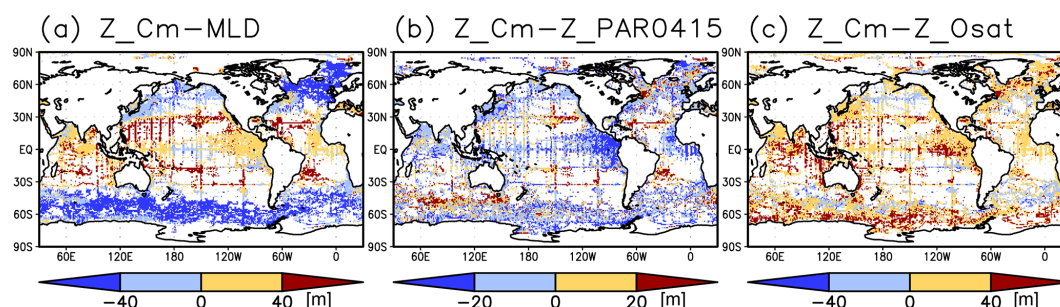 (a) Z_Cm−MLD
(b) Z_Cm−Z_PAR0415
(c) Z_Cm−Z_Osat
90N
60N
30N
EQ
30S
60S
90S
60E 120E 180 120W 60W 0
−40 0 40 [m]
90N
60N
30N
EQ
30S
60S
90S
60E 120E 180 120W 60W 0
−20 0 20 [m]
90N
60N
30N
EQ
30S
60S
90S
60E 120E 180 120W 60W 0
−40 0 40 [m]